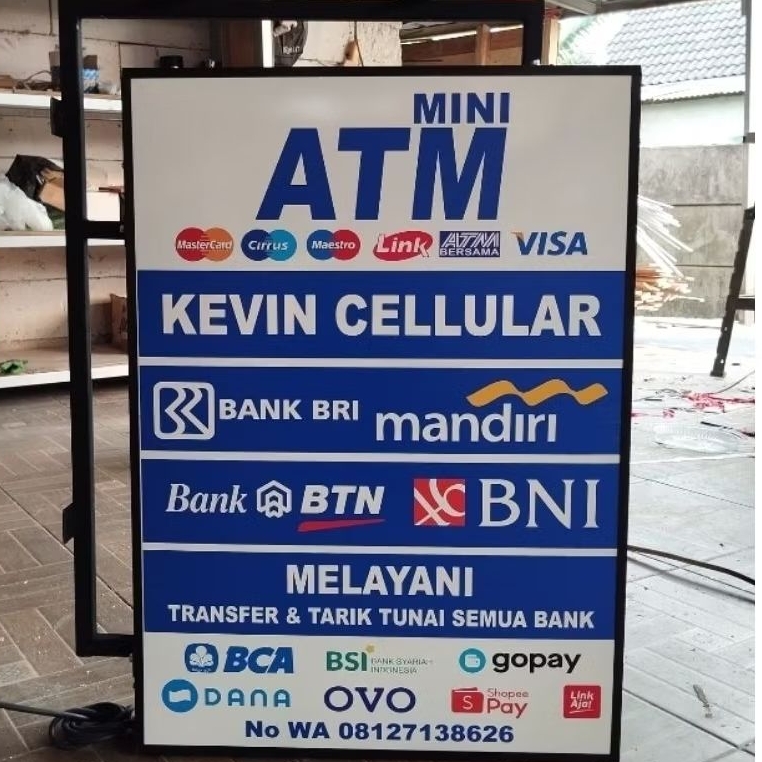 MINI
ATM
MasterCard Cirrus Maestro Link ATM BERSAMA VISA
KEVIN CELLULAR
BANK BRI mandiri
Bank BTN BNI
MELAYANI
TRANSFER & TARIK TUNAI SEMUA BANK
BCA BSI BANK SYARIAH INDONESIA gopay
DANA OVO S Shopee Pay Link Aja!
No WA 08127138626